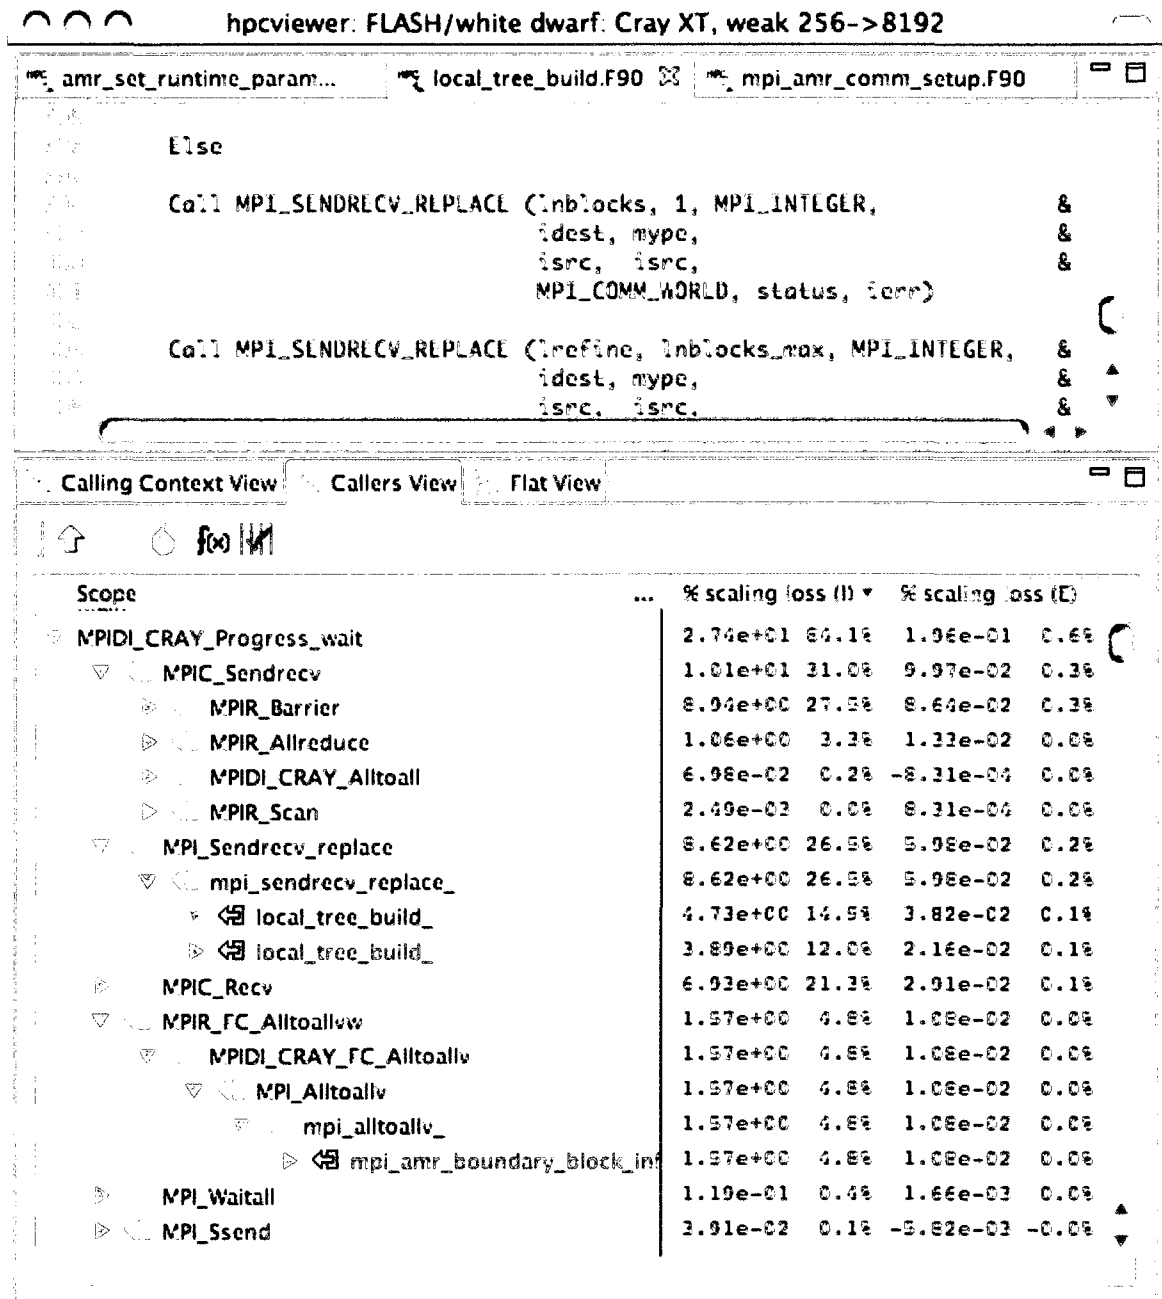 hpcviewer: FLASH/white dwarf: Cray XT, weak 256->8192
amr_set_runtime_param... local_tree_build.F90 mpi_amr_comm_setup.F90
Else
Call MPI_SENDRECV_REPLACE (lnblocks, 1, MPI_INTEGER, &
idest, mype, &
isrc, isrc, &
MPI_COMM_WORLD, status, ierr)
Call MPI_SENDRECV_REPLACE (lrefine, lnblocks_max, MPI_INTEGER, &
idest, mype, &
isrc, isrc, &
Calling Context View Callers View Flat View
f(x)
Scope ... % scaling loss (I) % scaling loss (E)
MPIDI_CRAY_Progress_wait 2.74e+01 84.1% 1.96e-01 0.6%
MPIC_Sendrecv 1.01e+01 31.0% 9.97e-02 0.3%
MPIR_Barrier 8.94e+00 27.5% 8.64e-02 0.3%
MPIR_Allreduce 1.06e+00 3.3% 1.33e-02 0.0%
MPIDI_CRAY_Alltoall 6.98e-02 0.2% -8.31e-04 0.0%
MPIR_Scan 2.49e-03 0.0% 8.31e-04 0.0%
MPI_Sendrecv_replace 8.62e+00 26.5% 5.98e-02 0.2%
mpi_sendrecv_replace_ 8.62e+00 26.5% 5.98e-02 0.2%
local_tree_build_ 4.73e+00 14.5% 3.82e-02 0.1%
local_tree_build_ 3.89e+00 12.0% 2.16e-02 0.1%
MPIC_Recv 6.93e+00 21.3% 2.91e-02 0.1%
MPIR_FC_Alltoallvw 1.57e+00 4.8% 1.08e-02 0.0%
MPIDI_CRAY_FC_Alltoallv 1.57e+00 4.8% 1.08e-02 0.0%
MPI_Alltoallv 1.57e+00 4.8% 1.08e-02 0.0%
mpi_alltoallv_ 1.57e+00 4.8% 1.08e-02 0.0%
mpi_amr_boundary_block_inf 1.57e+00 4.8% 1.08e-02 0.0%
MPI_Waitall 1.19e-01 0.4% 1.66e-03 0.0%
MPI_Ssend 3.91e-02 0.1% -5.82e-03 -0.0%